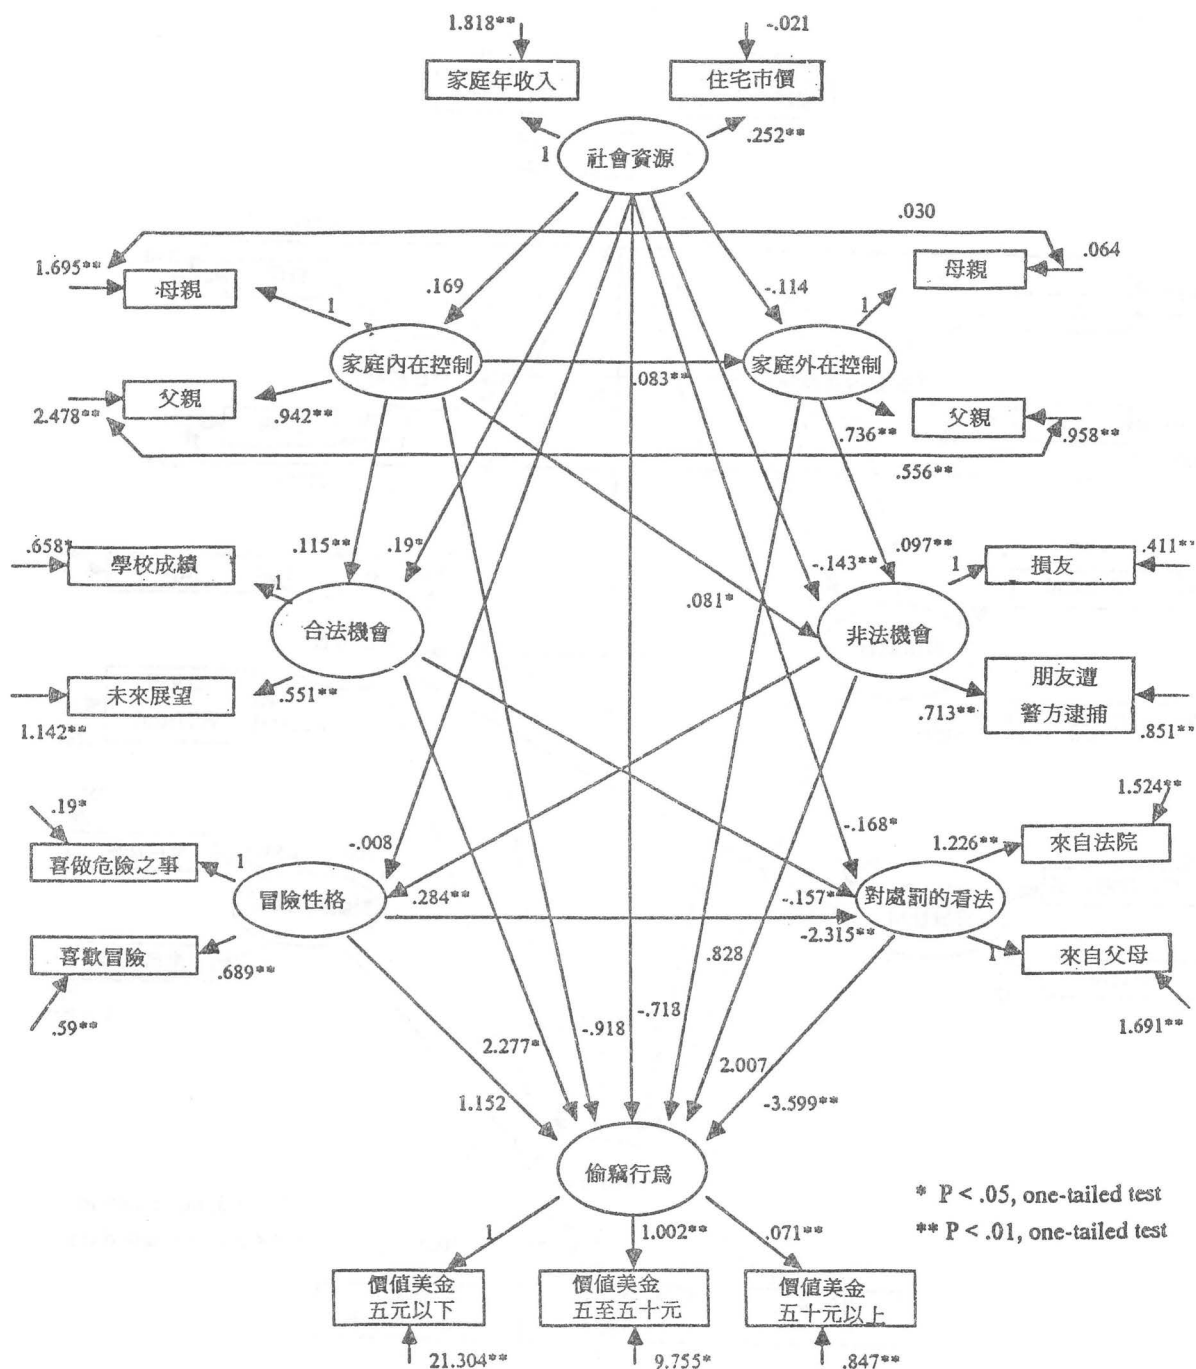 1.818**
-.021
家庭年收入
住宅市價
1
.252**
社會資源
.030
1.695**
.064
母親
母親
1
.169
-.114
1
家庭內在控制
.083**
家庭外在控制
父親
父親
2.478**
.942**
.736**
.958**
.556**
.658*
.115**
.19*
-.143**
.097**
.411**
學校成績
損友
1
1
.081*
合法機會
非法機會
未來展望
朋友遭
警方逮捕
.551**
.713**
1.142**
.851**
.19*
1.524**
-.008
-.168*
1.226**
喜做危險之事
來自法院
1
冒險性格
.284**
-.157*
對處罰的看法
-2.315**
喜歡冒險
來自父母
.689**
.828
1
.59**
1.691**
-.918
-.718
2.277*
2.007
1.152
-3.599**
偷竊行爲
* P < .05, one-tailed test
** P < .01, one-tailed test
1
1.002**
.071**
價値美金
五元以下
價値美金
五至五十元
價値美金
五十元以上
21.304**
9.755*
.847**